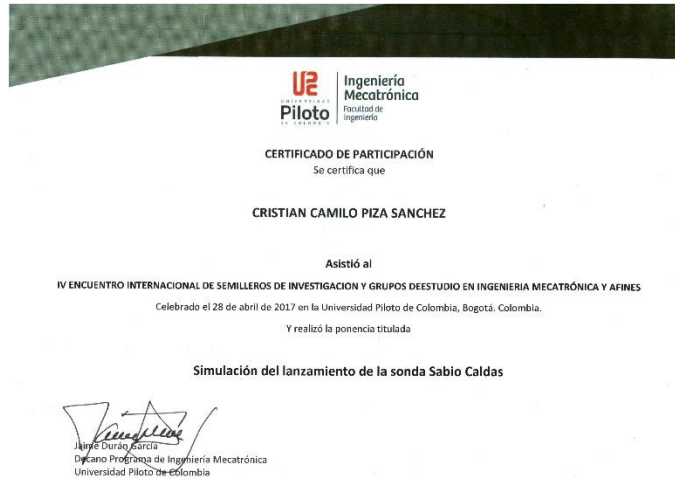 UNIVERSIDAD
Piloto
DE COLOMBIA
Ingeniería
Mecatrónica
Facultad de
Ingeniería
CERTIFICADO DE PARTICIPACIÓN
Se certifica que
CRISTIAN CAMILO PIZA SANCHEZ
Asistió al
IV ENCUENTRO INTERNACIONAL DE SEMILLEROS DE INVESTIGACION Y GRUPOS DEESTUDIO EN INGENIERIA MECATRÓNICA Y AFINES
Celebrado el 28 de abril de 2017 en la Universidad Piloto de Colombia, Bogotá. Colombia.
Y realizó la ponencia titulada
Simulación del lanzamiento de la sonda Sabio Caldas
Jaime Durán García
Decano Programa de Ingeniería Mecatrónica
Universidad Piloto de Colombia